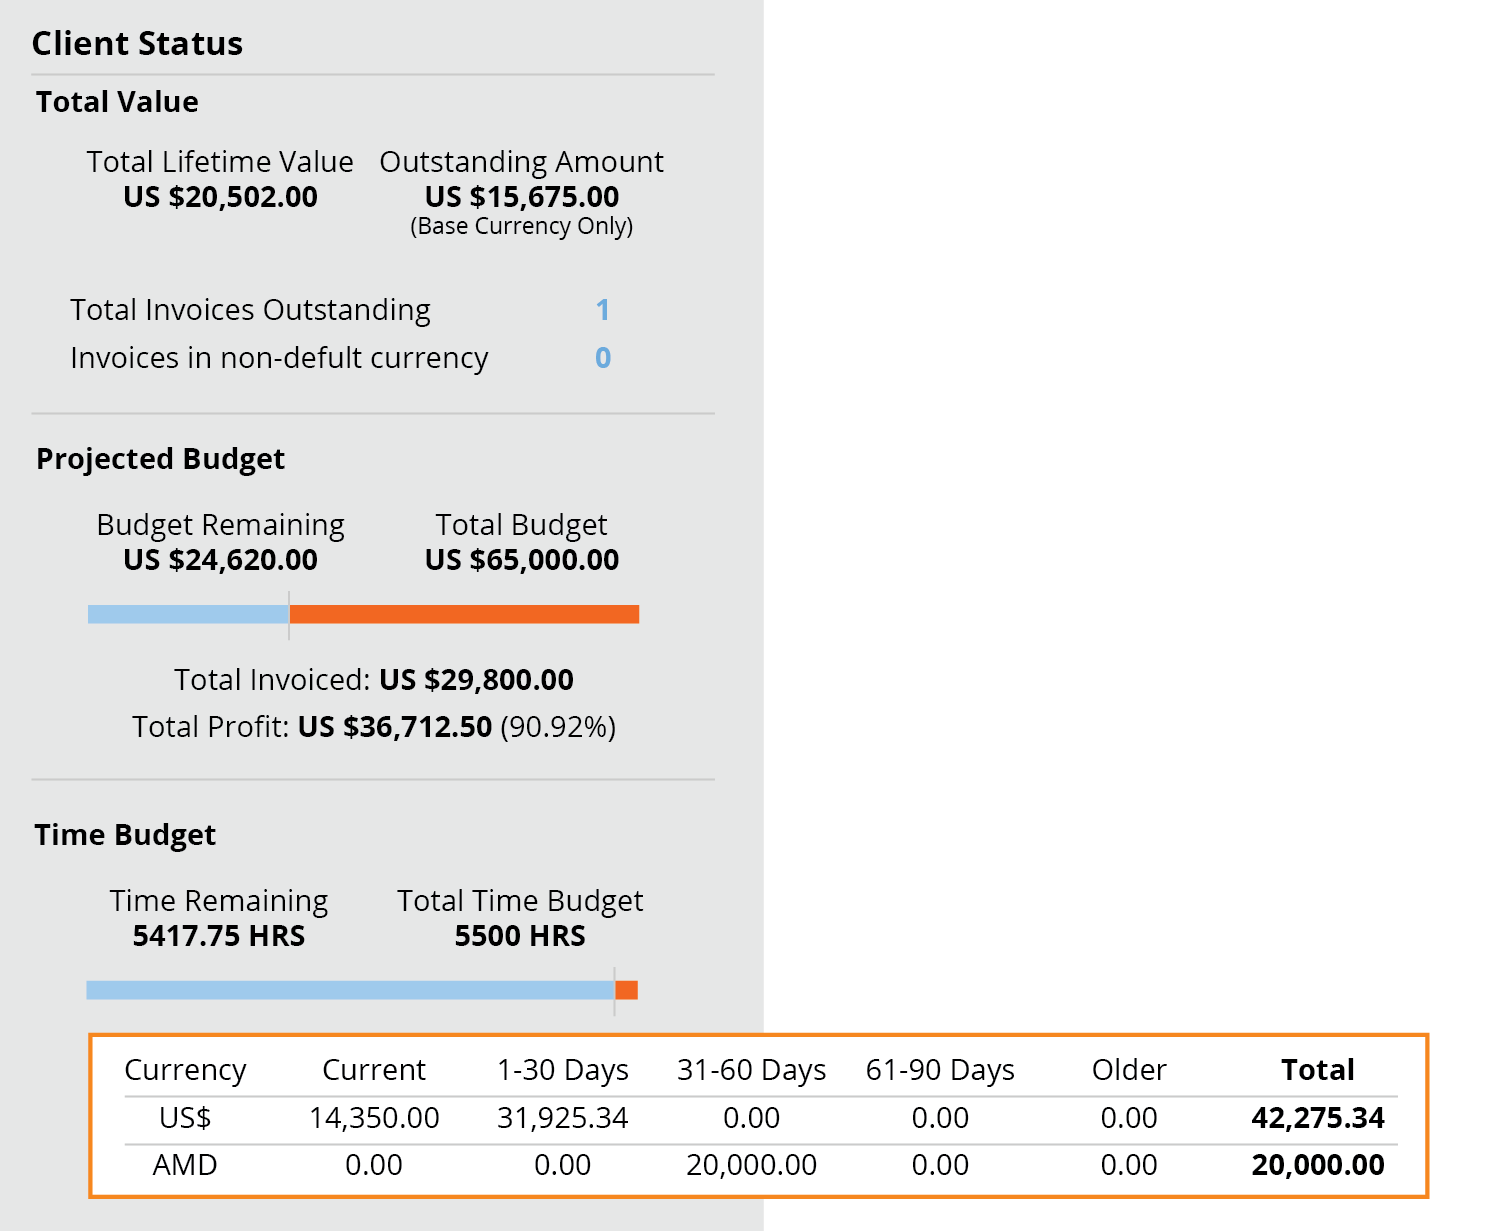 Client Status
Total Value
Total Lifetime Value Outstanding Amount
US $20,502.00 US $15,675.00
(Base Currency Only)
Total Invoices Outstanding 1
Invoices in non-defult currency 0
Projected Budget
Budget Remaining Total Budget
US $24,620.00 US $65,000.00
Total Invoiced: US $29,800.00
Total Profit: US $36,712.50 (90.92%)
Time Budget
Time Remaining Total Time Budget
5417.75 HRS 5500 HRS
Currency Current 1-30 Days 31-60 Days 61-90 Days Older Total
US$ 14,350.00 31,925.34 0.00 0.00 0.00 42,275.34
AMD 0.00 0.00 20,000.00 0.00 0.00 20,000.00